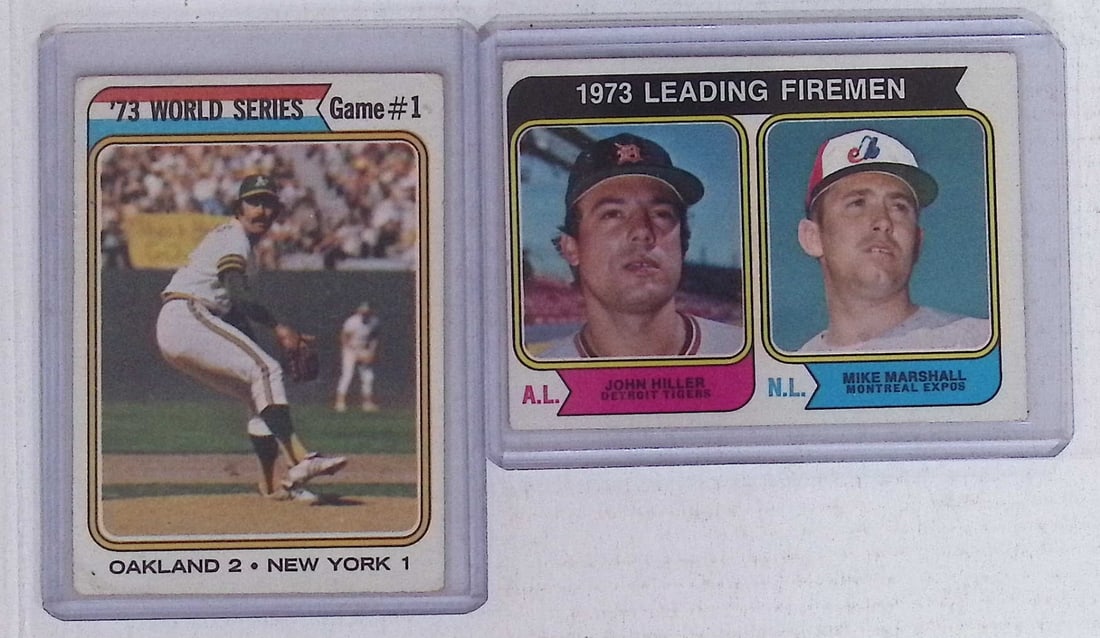 '73 WORLD SERIES
Game #1
OAKLAND 2 • NEW YORK 1
1973 LEADING FIREMEN
A.L.
JOHN HILLER
DETROIT TIGERS
N.L.
MIKE MARSHALL
MONTREAL EXPOS